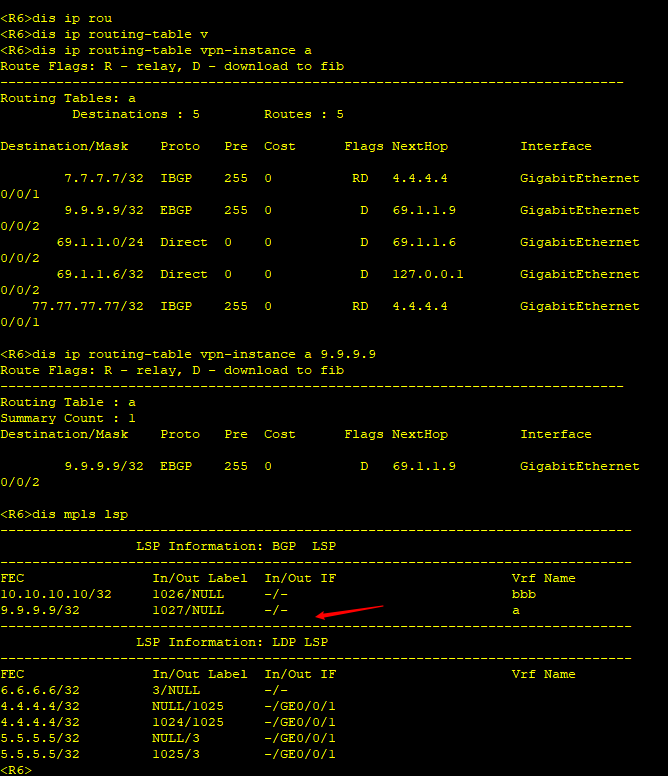 <R6>dis ip rou
<R6>dis ip routing-table v
<R6>dis ip routing-table vpn-instance a
Route Flags: R - relay, D - download to fib
------------------------------------------------------------------------------
Routing Tables: a
         Destinations : 5        Routes : 5
Destination/Mask    Proto   Pre  Cost      Flags NextHop         Interface
        7.7.7.7/32  IBGP    255  0          RD   4.4.4.4         GigabitEthernet
0/0/1
        9.9.9.9/32  EBGP    255  0           D   69.1.1.9        GigabitEthernet
0/0/2
       69.1.1.0/24  Direct  0    0           D   69.1.1.6        GigabitEthernet
0/0/2
       69.1.1.6/32  Direct  0    0           D   127.0.0.1       GigabitEthernet
0/0/2
    77.77.77.77/32  IBGP    255  0          RD   4.4.4.4         GigabitEthernet
0/0/1
<R6>dis ip routing-table vpn-instance a 9.9.9.9
Route Flags: R - relay, D - download to fib
------------------------------------------------------------------------------
Routing Table : a
Summary Count : 1
Destination/Mask    Proto   Pre  Cost      Flags NextHop         Interface
        9.9.9.9/32  EBGP    255  0           D   69.1.1.9        GigabitEthernet
0/0/2
<R6>dis mpls lsp
-------------------------------------------------------------------------------
                 LSP Information: BGP  LSP
-------------------------------------------------------------------------------
FEC                In/Out Label  In/Out IF                      Vrf Name
10.10.10.10/32     1026/NULL     -/-                            bbb
9.9.9.9/32         1027/NULL     -/-                            a
-------------------------------------------------------------------------------
                 LSP Information: LDP LSP
-------------------------------------------------------------------------------
FEC                In/Out Label  In/Out IF                      Vrf Name
6.6.6.6/32         3/NULL        -/-
4.4.4.4/32         NULL/1025     -/GE0/0/1
4.4.4.4/32         1024/1025     -/GE0/0/1
5.5.5.5/32         NULL/3        -/GE0/0/1
5.5.5.5/32         1025/3        -/GE0/0/1
<R6>